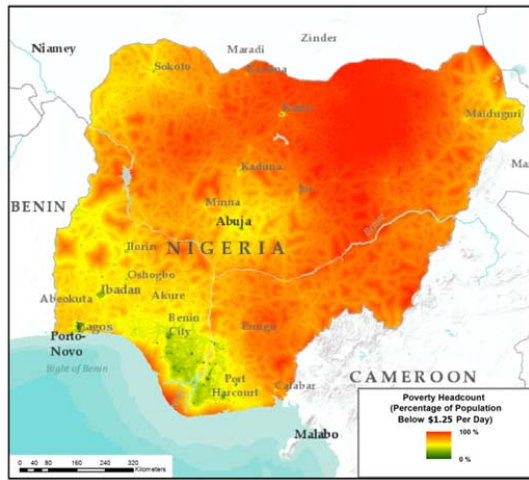 Niamey
Zinder
Maradi
Sokoto
Katsina
Kano
Maiduguri
Kaduna
Jos
Minna
Abuja
BENIN
NIGERIA
Benue
Ilorin
Oshogbo
Ibadan
Abeokuta
Akure
Lagos
Benin
City
Enugu
Porto-
Novo
Bight of Benin
Port
Harcourt
Calabar
CAMEROON
Malabo
Poverty Headcount
(Percentage of Population
Below $1.25 Per Day)
100 %
0 %
0 40 80 160 240 320
Kilometers